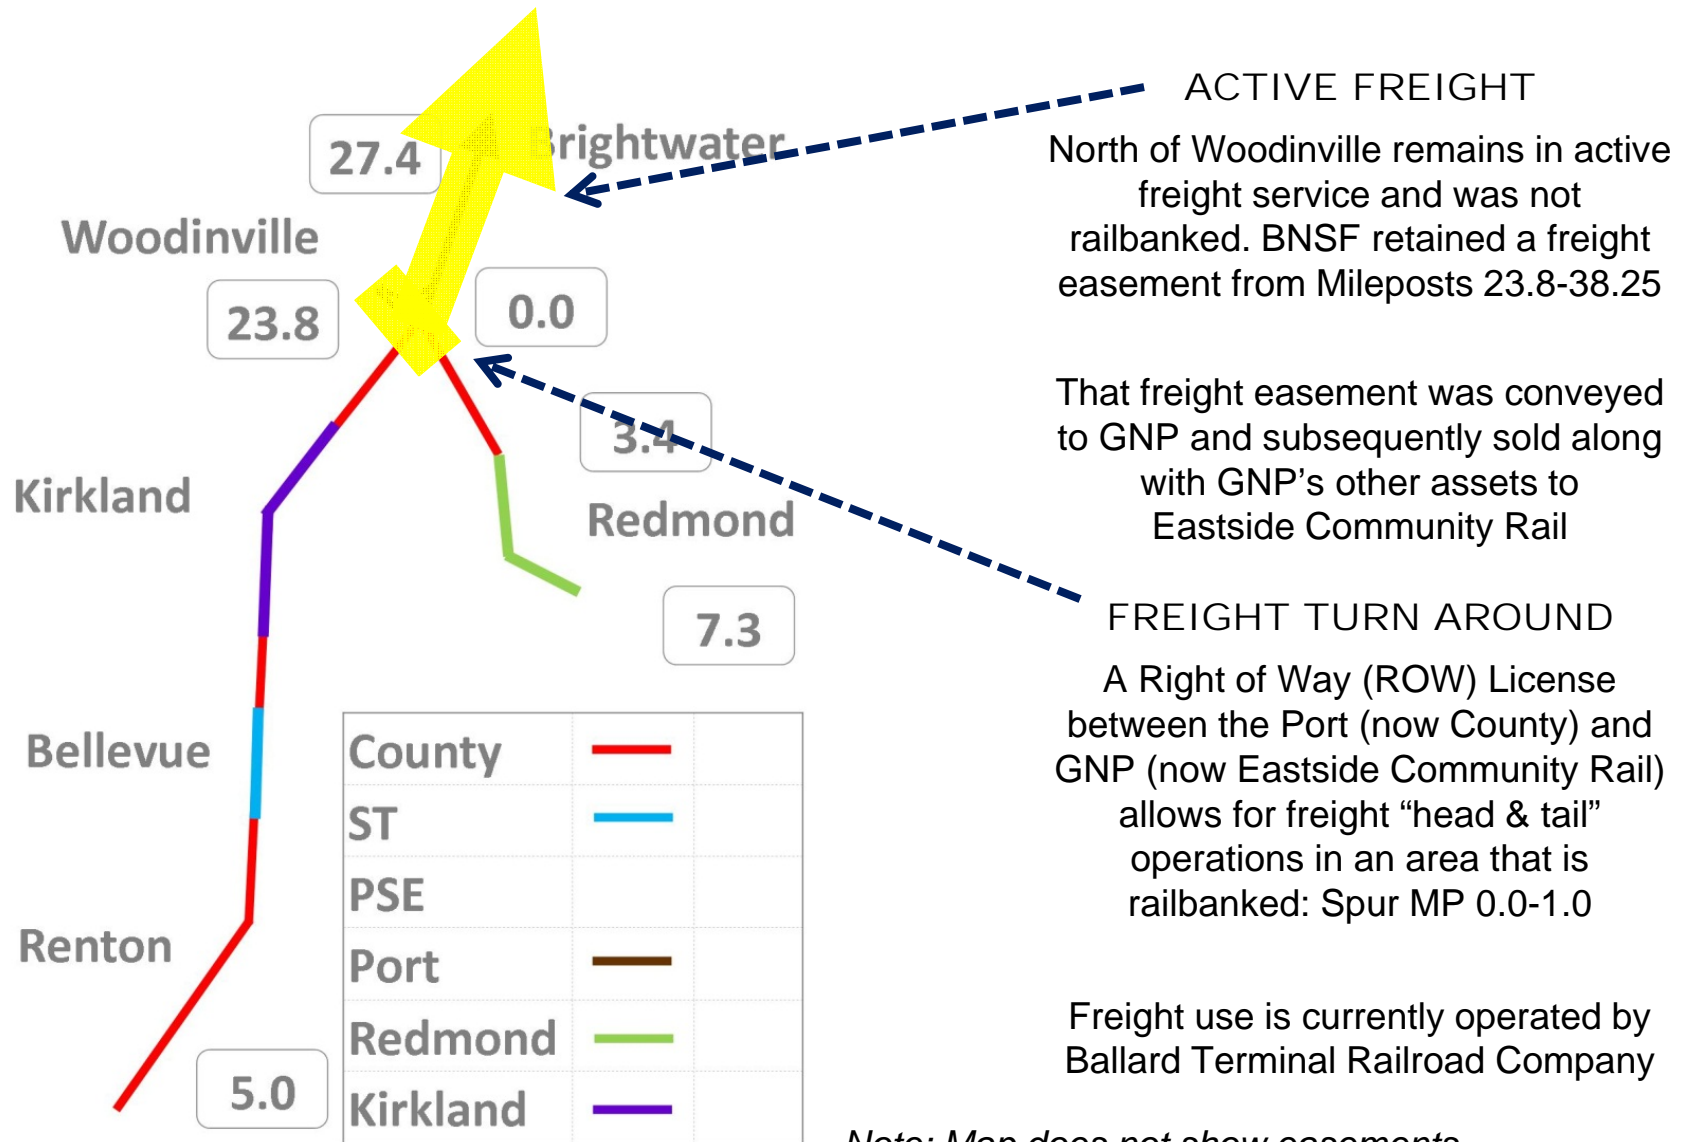 27.4
Brightwater
Woodinville
23.8
0.0
3.4
Kirkland
Redmond
7.3
Bellevue
Renton
5.0
County
ST
PSE
Port
Redmond
Kirkland
ACTIVE FREIGHT
North of Woodinville remains in active
freight service and was not
railbanked. BNSF retained a freight
easement from Mileposts 23.8-38.25
That freight easement was conveyed
to GNP and subsequently sold along
with GNP’s other assets to
Eastside Community Rail
FREIGHT TURN AROUND
A Right of Way (ROW) License
between the Port (now County) and
GNP (now Eastside Community Rail)
allows for freight “head & tail”
operations in an area that is
railbanked: Spur MP 0.0-1.0
Freight use is currently operated by
Ballard Terminal Railroad Company
Note: Map does not show easements